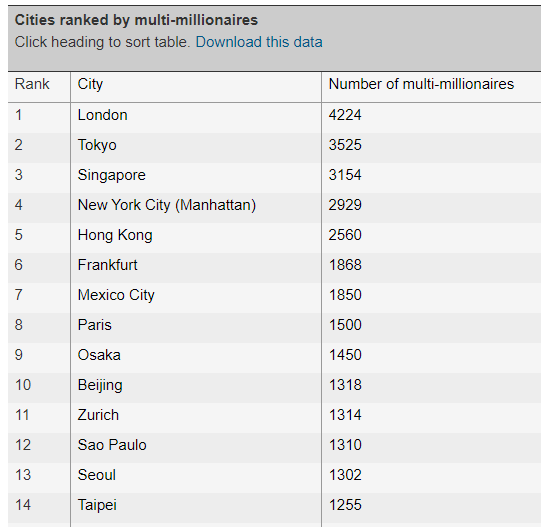 Cities ranked by multi-millionaires
Click heading to sort table. Download this data
Rank City Number of multi-millionaires
1 London 4224
2 Tokyo 3525
3 Singapore 3154
4 New York City (Manhattan) 2929
5 Hong Kong 2560
6 Frankfurt 1868
7 Mexico City 1850
8 Paris 1500
9 Osaka 1450
10 Beijing 1318
11 Zurich 1314
12 Sao Paulo 1310
13 Seoul 1302
14 Taipei 1255